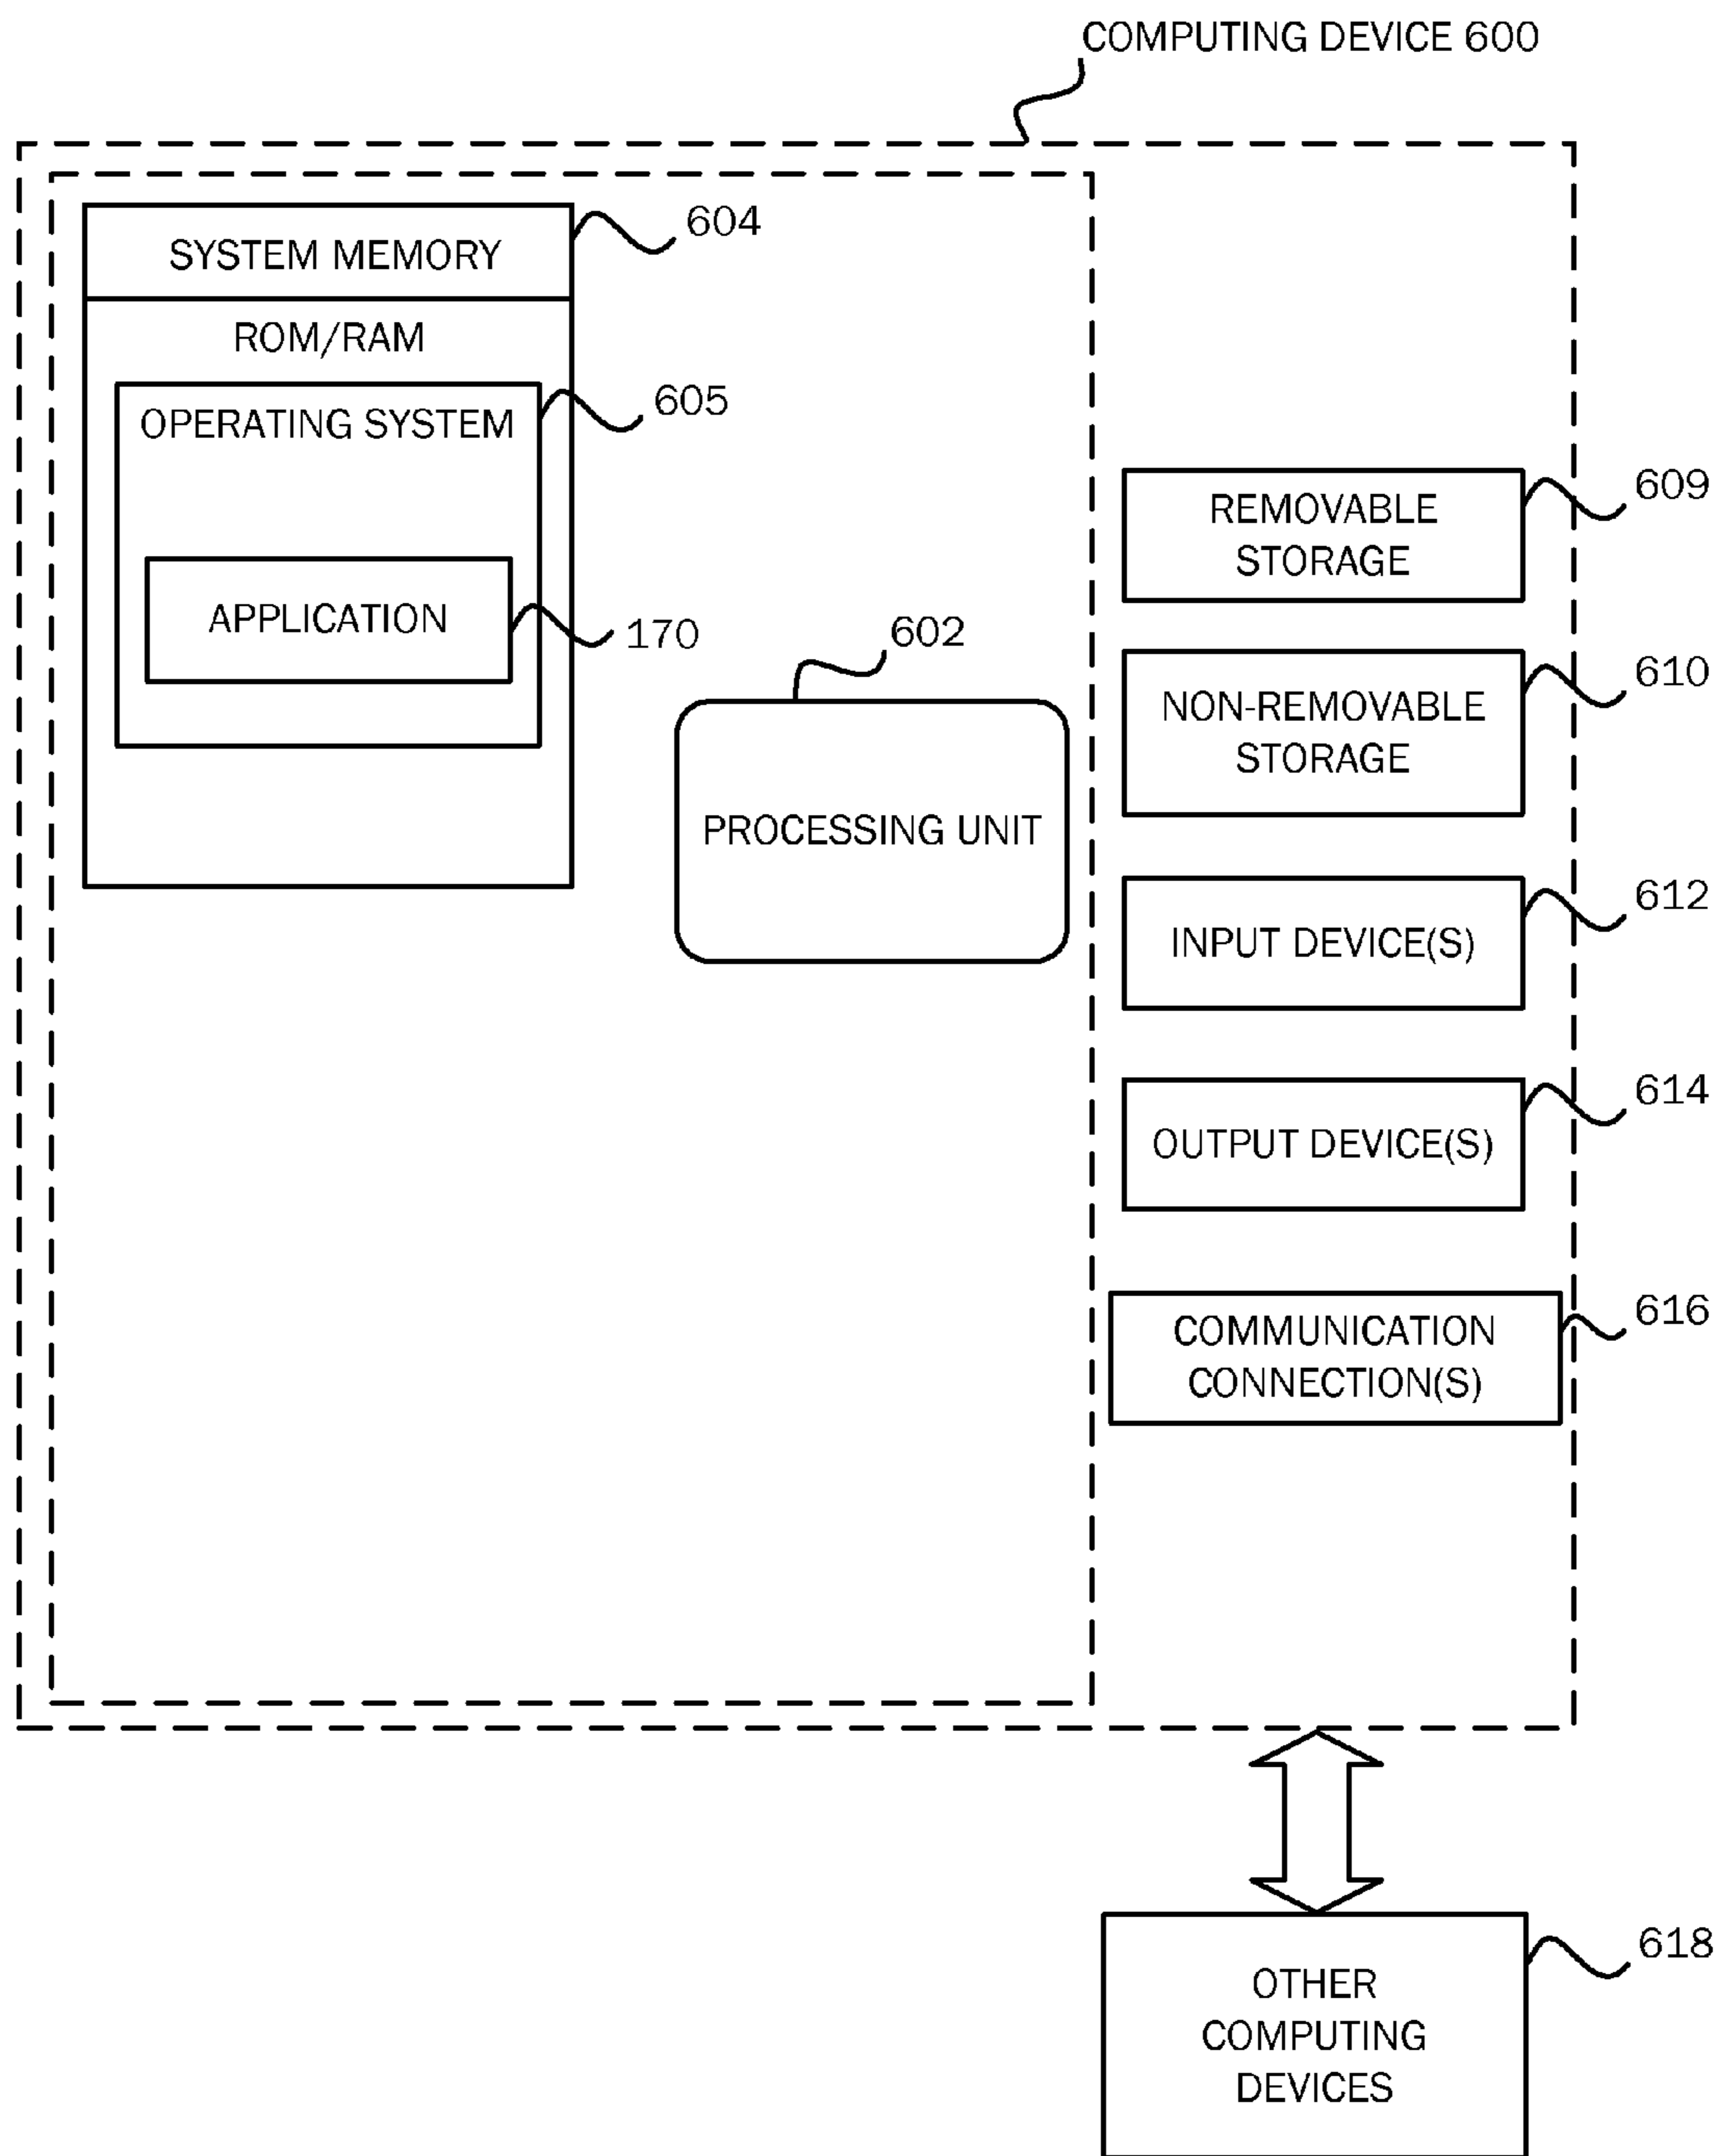 COMPUTING DEVICE 600
SYSTEM MEMORY
604
ROM/RAM
OPERATING SYSTEM
605
APPLICATION
170
602
PROCESSING UNIT
REMOVABLE
STORAGE
609
NON-REMOVABLE
STORAGE
610
INPUT DEVICE(S)
612
OUTPUT DEVICE(S)
614
COMMUNICATION
CONNECTION(S)
616
OTHER
COMPUTING
DEVICES
618